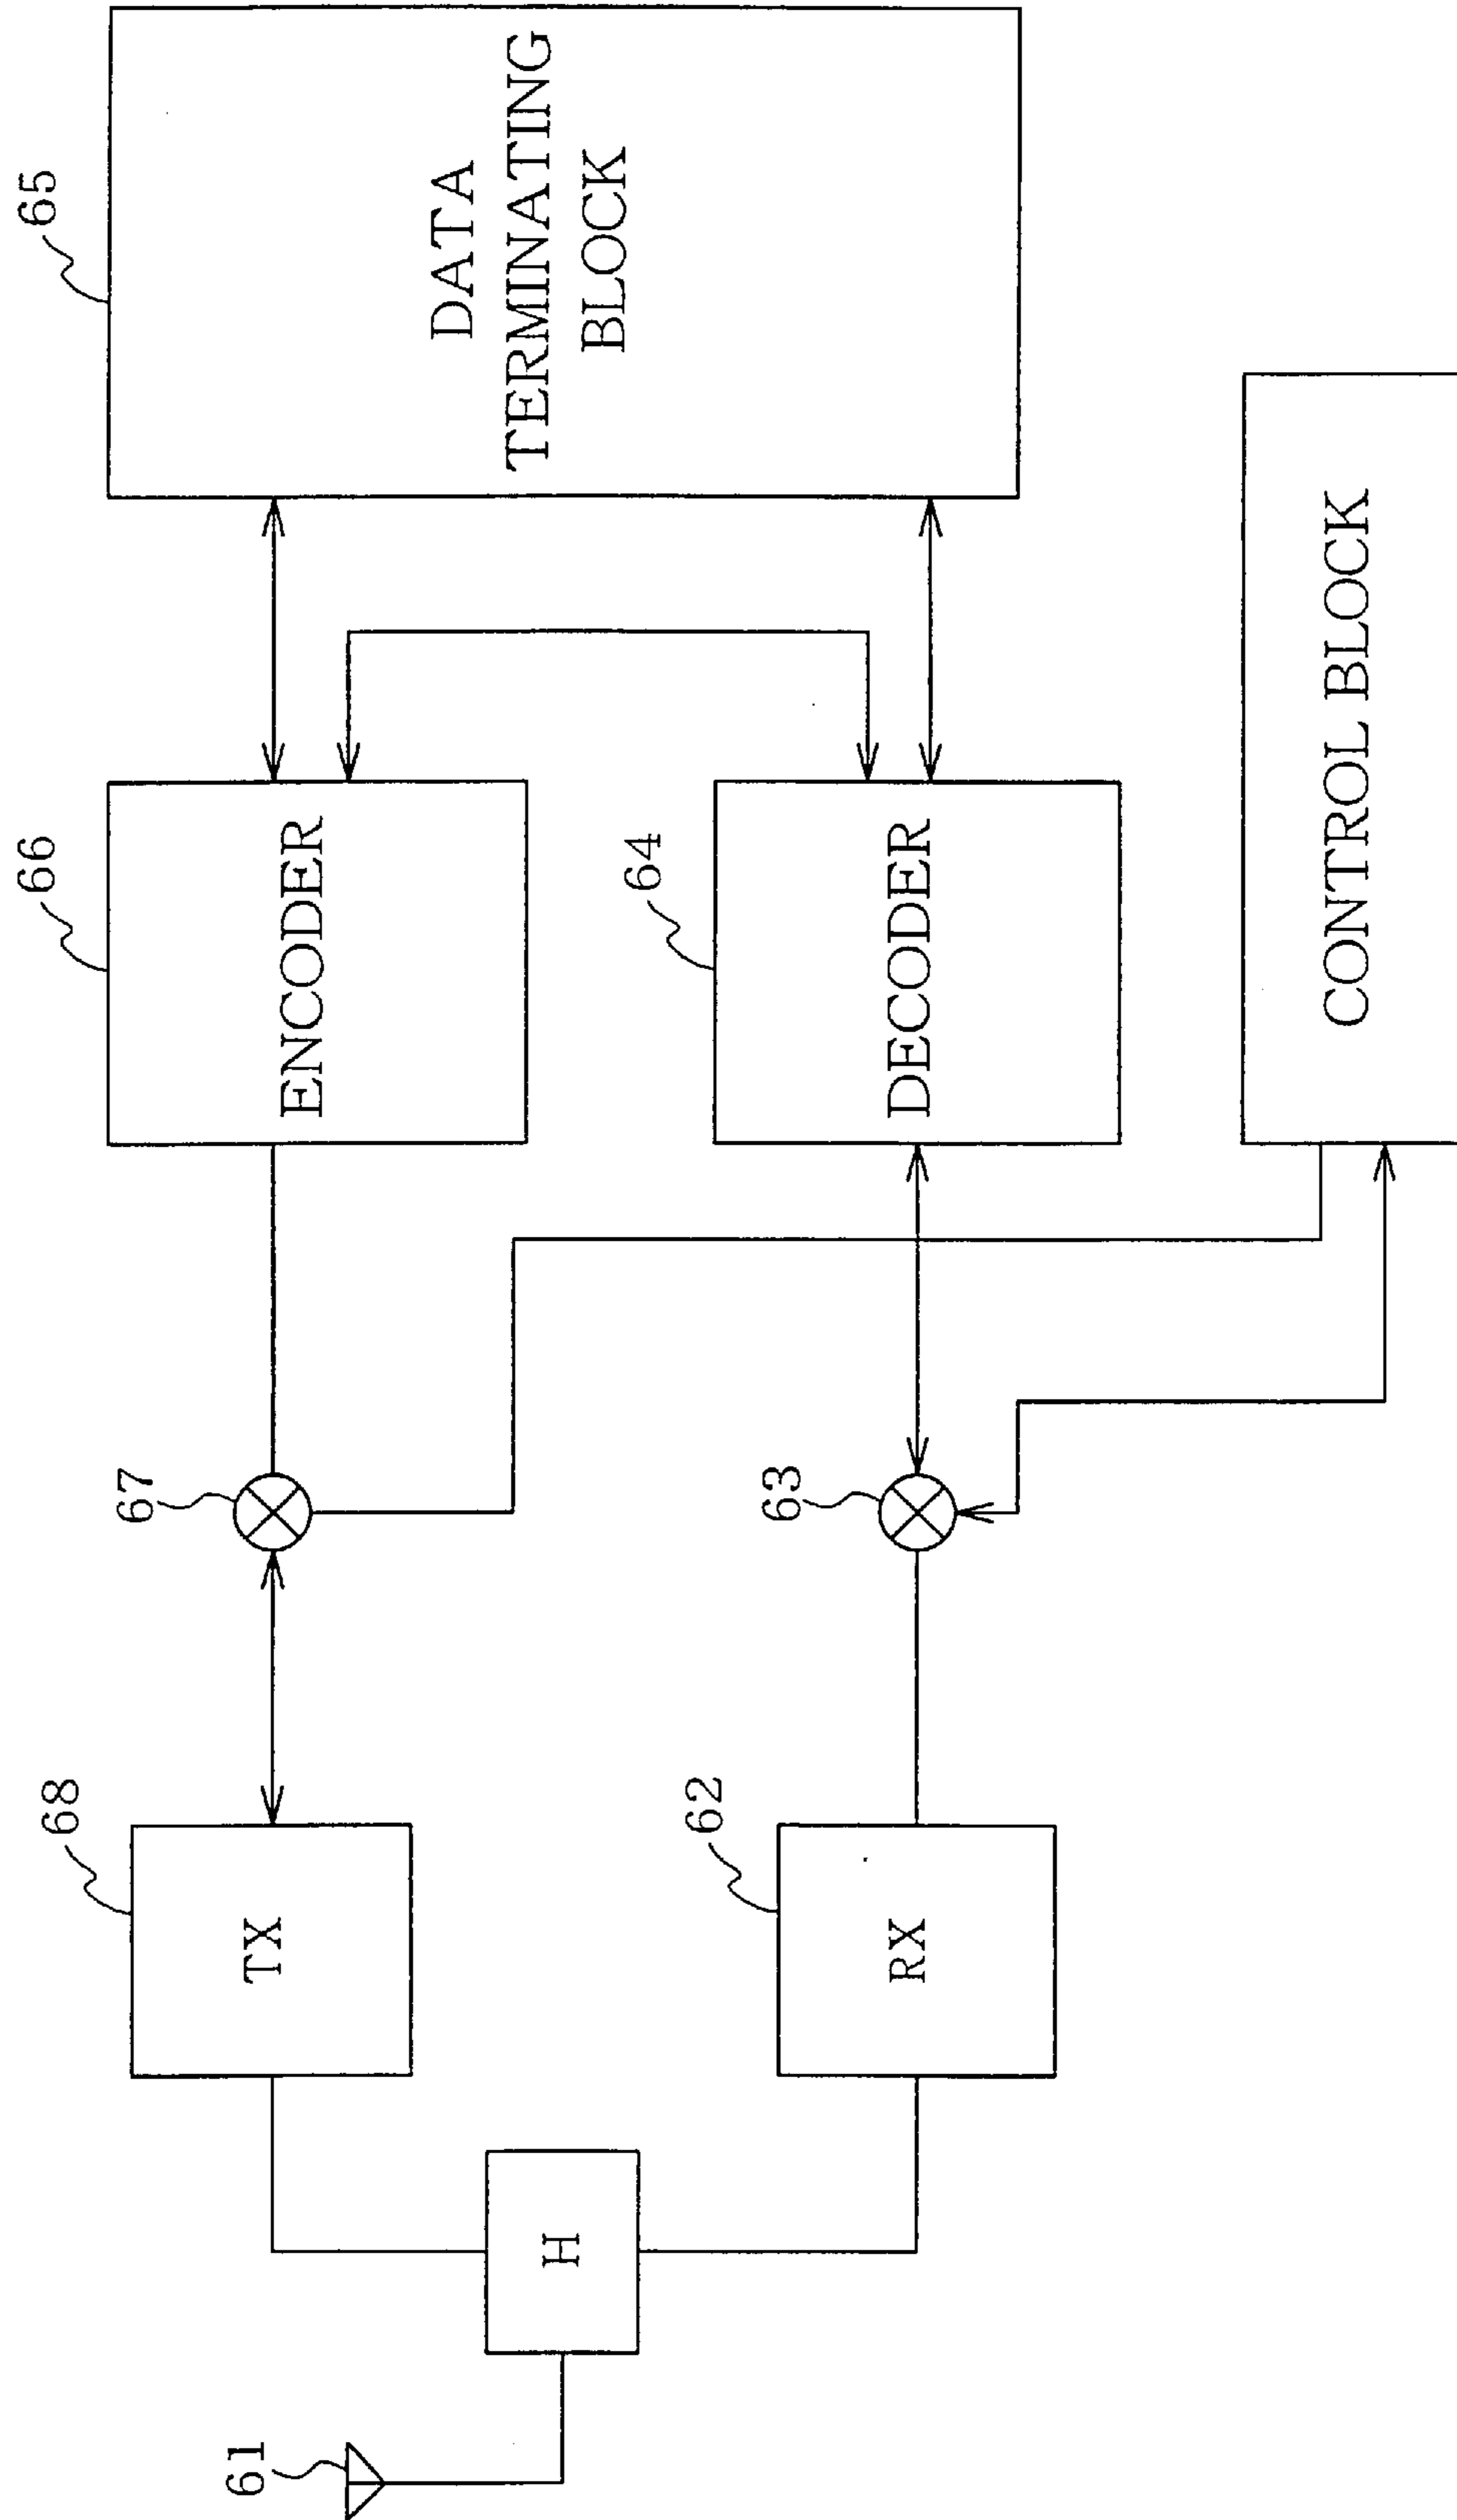 61
H
TX
68
RX
62
67
63
ENCODER
66
DECODER
64
CONTROL BLOCK
DATA
TERMINATING
BLOCK
65